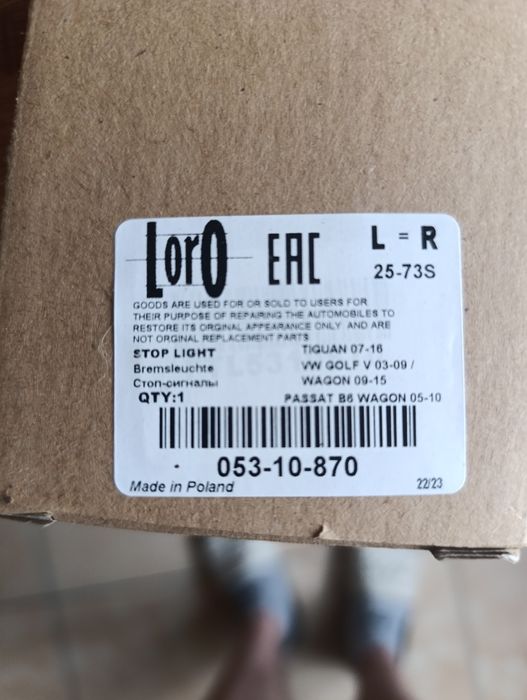 LorO EAC L = R
25-73S
GOODS ARE USED FOR OR SOLD TO USERS FOR
THEIR PURPOSE OF REPAIRING THE AUTOMOBILES TO
RESTORE ITS ORGINAL APPEARANCE ONLY AND ARE
NOT ORGINAL REPLACEMENT PARTS
STOP LIGHT TIGUAN 07-16
Bremsleuchte VW GOLF V 03-09 /
Стоп-сигналы WAGON 09-15
QTY:1 PASSAT B6 WAGON 05-10
053-10-870
Made in Poland 22/23